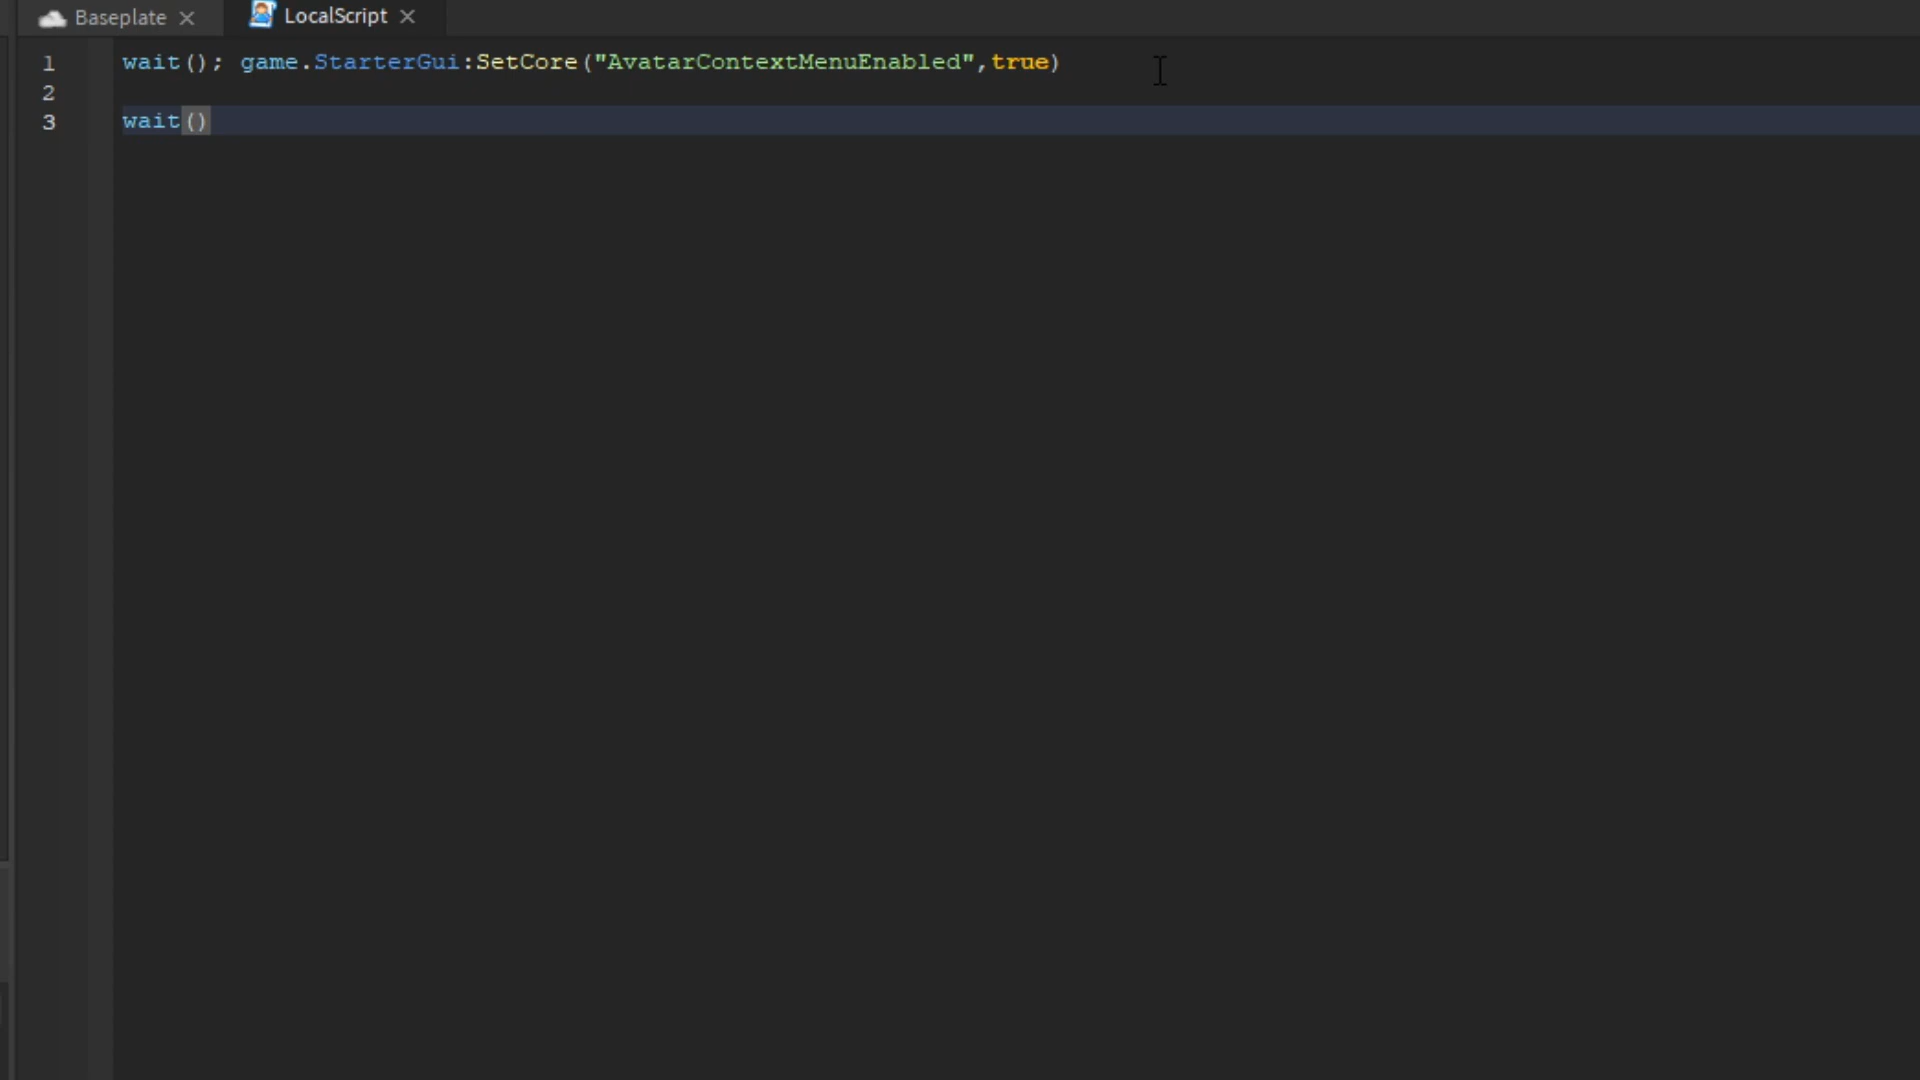 Baseplate
LocalScript
1 wait(); game.StarterGui:SetCore("AvatarContextMenuEnabled",true)
2
3 wait()